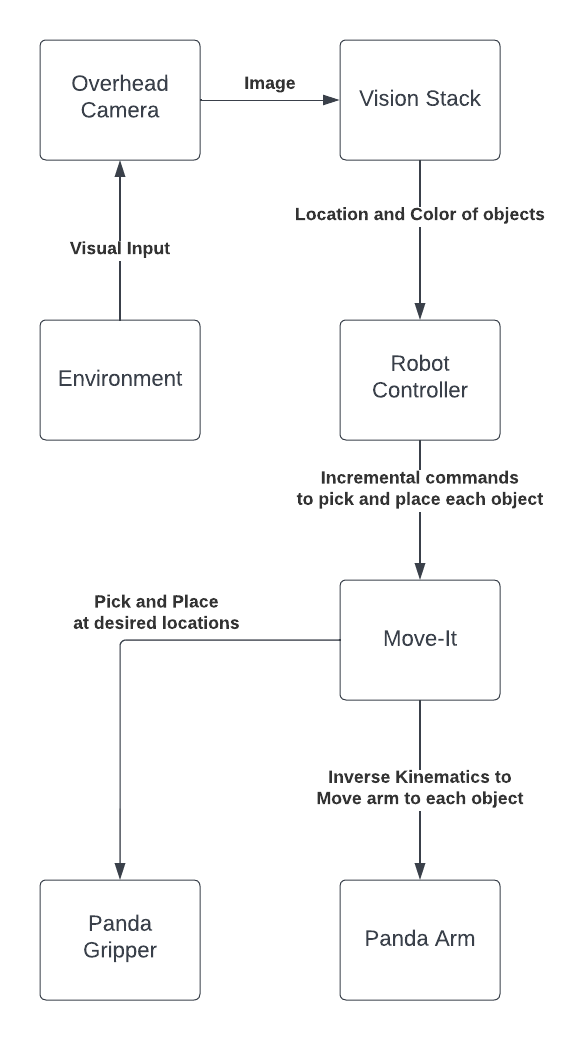 Overhead
Camera
Image
Vision Stack
Location and Color of objects
Visual Input
Environment
Robot
Controller
Incremental commands
to pick and place each object
Pick and Place
at desired locations
Move-It
Inverse Kinematics to
Move arm to each object
Panda
Gripper
Panda Arm